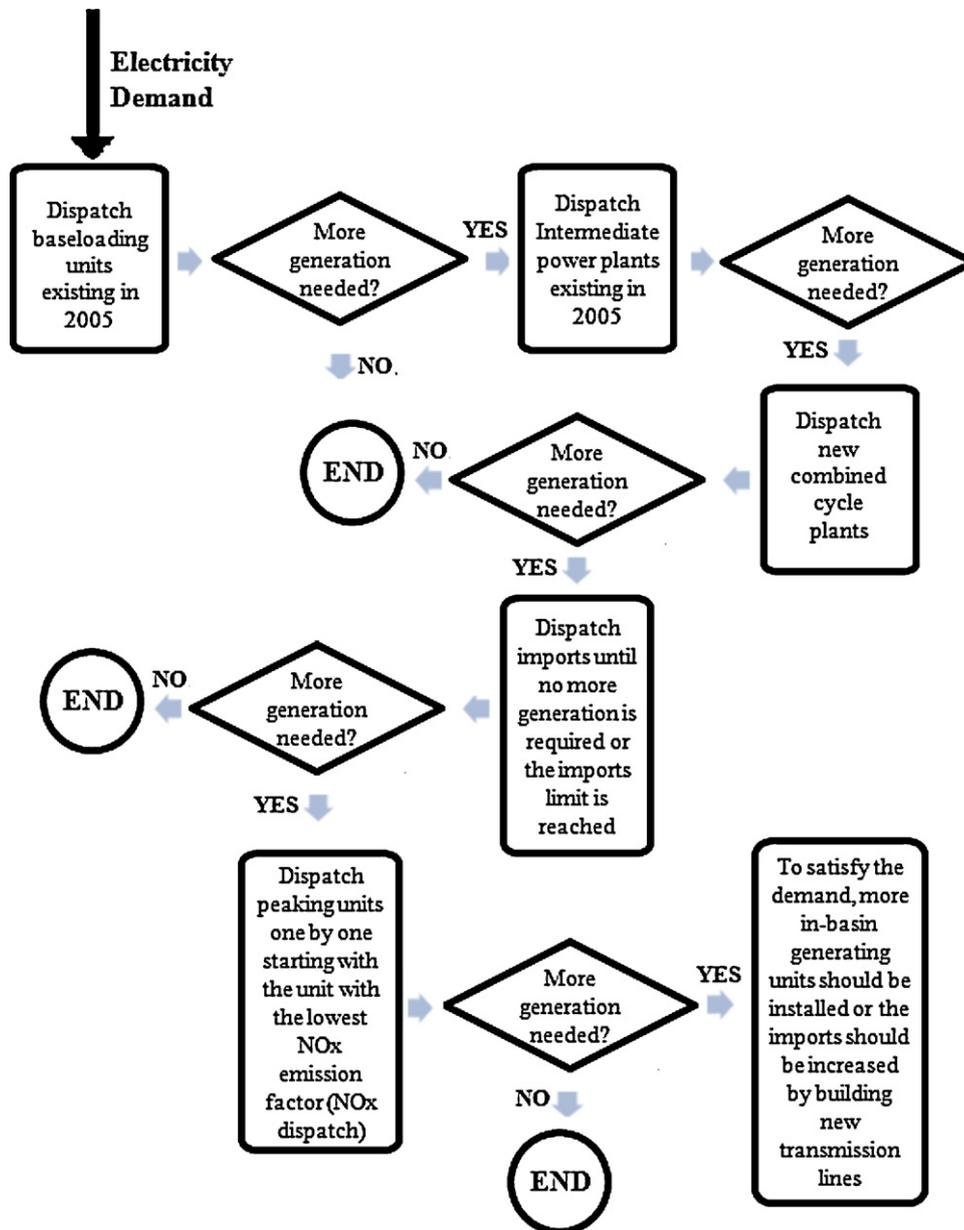 Electricity
Demand
Dispatch
baseloading
units
existing in
2005
More
generation
needed?
YES
Dispatch
Intermediate
power plants
existing in
2005
More
generation
needed?
NO.
YES
Dispatch
new
combined
cycle
plants
More
generation
needed?
NO
END
YES
Dispatch
imports until
no more
generation is
required or
the imports
limit is
reached
More
generation
needed?
NO
END
YES
Dispatch
peaking units
one by one
starting with
the unit with
the lowest
NOx
emission
factor (NOx
dispatch)
More
generation
needed?
YES
To satisfy the
demand, more
in-basin
generating
units should be
installed or the
imports should
be increased
by building
new
transmission
lines
NO
END